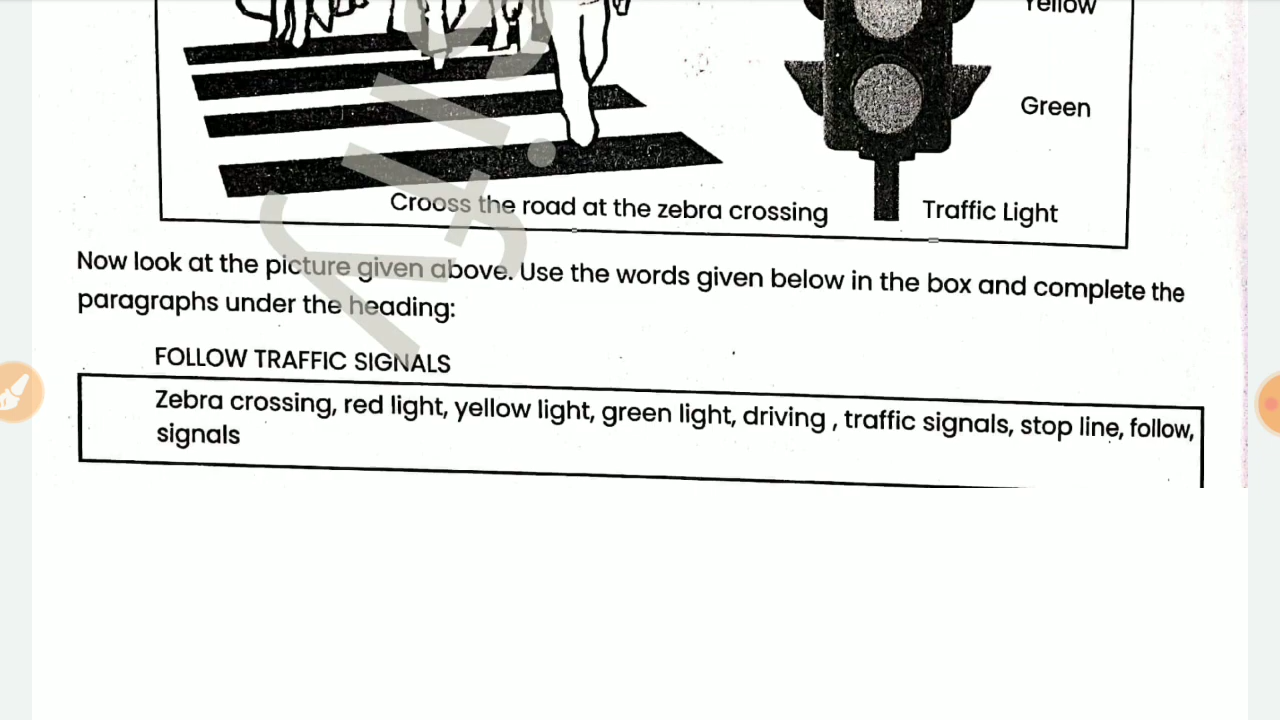 Yellow
Green
Crooss the road at the zebra crossing
Traffic Light
Now look at the picture given above. Use the words given below in the box and complete the
paragraphs under the heading:
FOLLOW TRAFFIC SIGNALS
Zebra crossing, red light, yellow light, green light, driving , traffic signals, stop line, follow,
signals